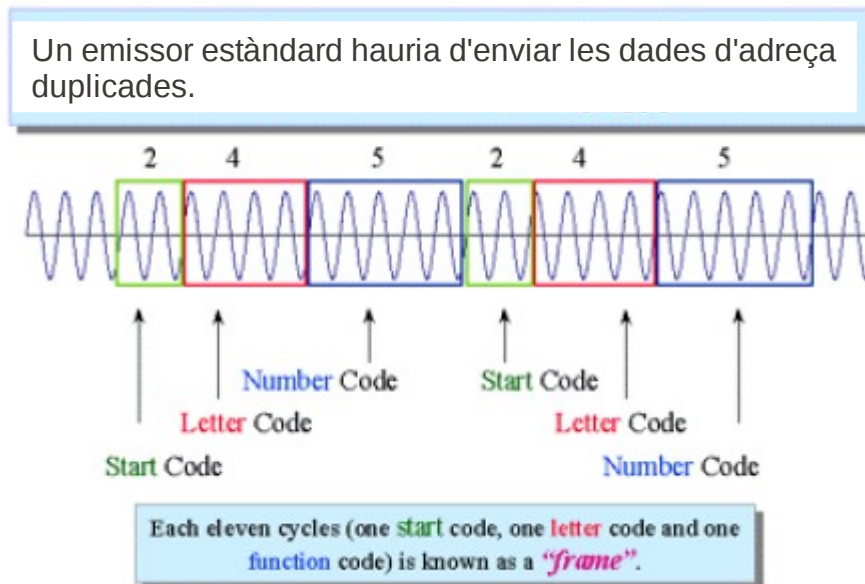 Un emissor estàndard hauria d'enviar les dades d'adreça
duplicades.
2 4 5 2 4 5
Number Code Start Code
Letter Code Letter Code
Start Code Number Code
Each eleven cycles (one start code, one letter code and one
function code) is known as a "frame".